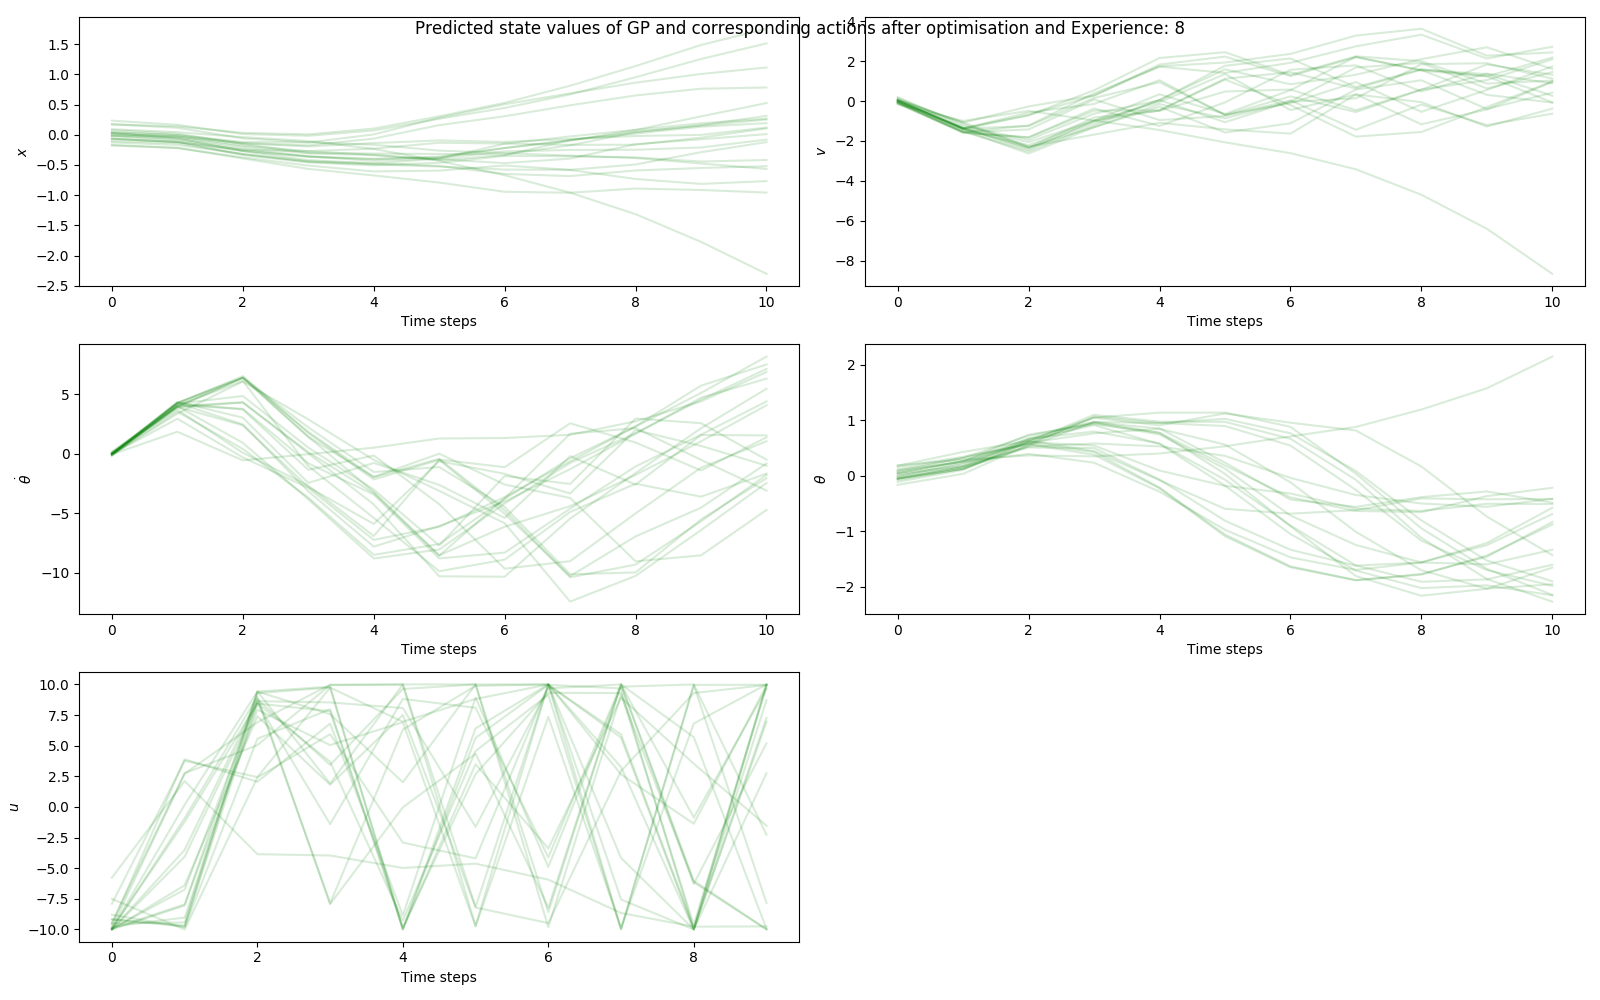 Predicted state values of GP and corresponding actions after optimisation and Experience: 8
1.5
1.0
0.5
0.0
−0.5
−1.0
−1.5
−2.0
−2.5
x
0 2 4 6 8 10
Time steps
4
2
0
−2
−4
−6
−8
v
0 2 4 6 8 10
Time steps
5
0
−5
−10
θ̇
0 2 4 6 8 10
Time steps
2
1
0
−1
−2
θ
0 2 4 6 8 10
Time steps
10.0
7.5
5.0
2.5
0.0
−2.5
−5.0
−7.5
−10.0
u
0 2 4 6 8
Time steps